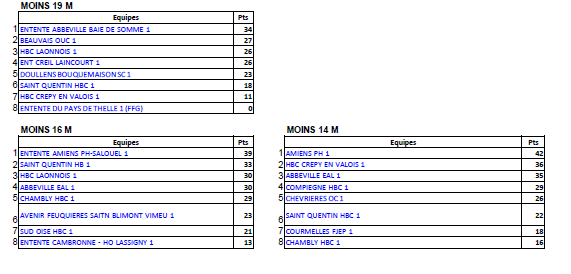 MOINS 19 M
Equipes Pts
1 ENTENTE ABBEVILLE BAIE DE SOMME 1 34
2 BEAUVAIS OUC 1 27
3 HBC LAONNOIS 1 26
4 ENT CREIL LAINCOURT 1 26
5 DOULLENS BOUQUEMAISON SC 1 23
6 SAINT QUENTIN HBC 1 18
7 HBC CREPY EN VALOIS 1 11
8 ENTENTE DU PAYS DE THELLE 1 (FFG) 0
MOINS 16 M
Equipes Pts
1 ENTENTE AMIENS PH-SALOUEL 1 39
2 SAINT QUENTIN HB 1 33
3 HBC LAONNOIS 1 30
4 ABBEVILLE EAL 1 30
5 CHAMBLY HBC 1 29
6 AVENIR FEUQUIERES SAITN BLIMONT VIMEU 1 23
7 SUD OISE HBC 1 21
8 ENTENTE CAMBRONNE - HO LASSIGNY 1 13
MOINS 14 M
Equipes Pts
1 AMIENS PH 1 42
2 HBC CREPY EN VALOIS 1 36
3 ABBEVILLE EAL 1 35
4 COMPIEGNE HBC 1 29
5 CHEVRIERES OC 1 26
6 SAINT QUENTIN HBC 1 22
7 COURMELLES FJEP 1 18
8 CHAMBLY HBC 1 16